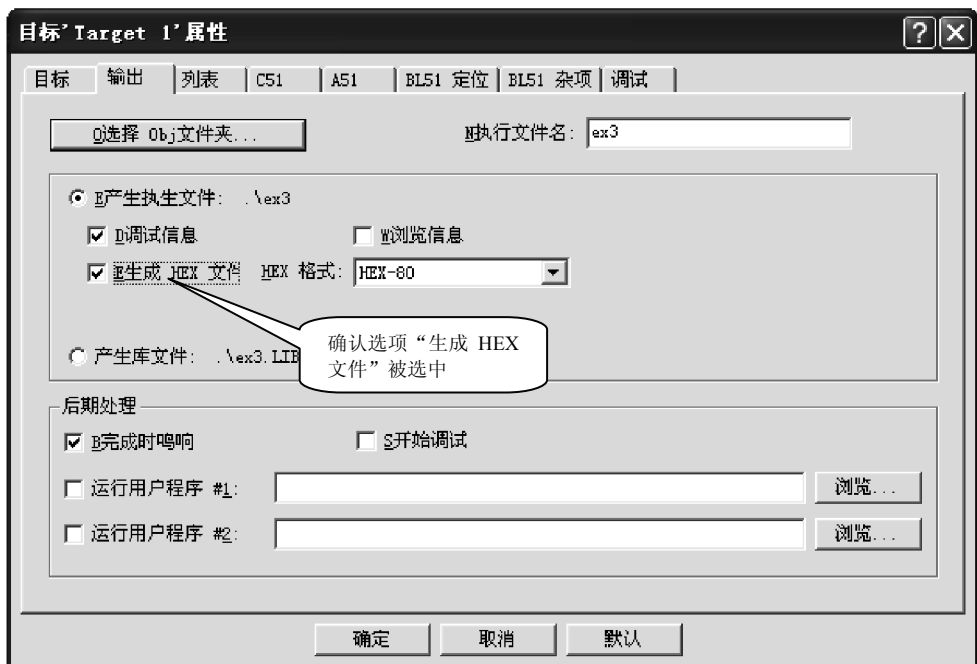 目标'Target 1'属性
目标 输出 列表 C51 A51 BL51 定位 BL51 杂项 调试
O选择 Obj文件夹... N执行文件名: ex3
E产生执生文件: .\ex3
D调试信息 W浏览信息
E生成 HEX 文件 HEX 格式: HEX-80
确认选项“生成 HEX
文件”被选中
产生库文件: .\ex3.LIB
后期处理
B完成时鸣响 S开始调试
运行用户程序 #1: 浏览...
运行用户程序 #2: 浏览...
确定 取消 默认